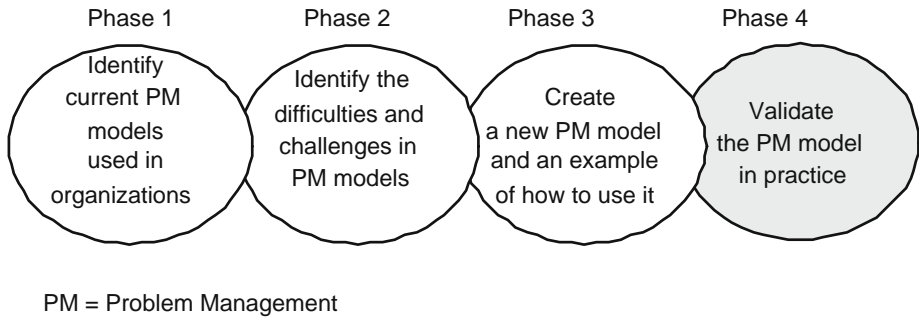 Phase 1
Phase 2
Phase 3
Phase 4
Identify
current PM
models
used in
organizations
Identify the
difficulties and
challenges in
PM models
Create
a new PM model
and an example
of how to use it
Validate
the PM model
in practice
PM = Problem Management